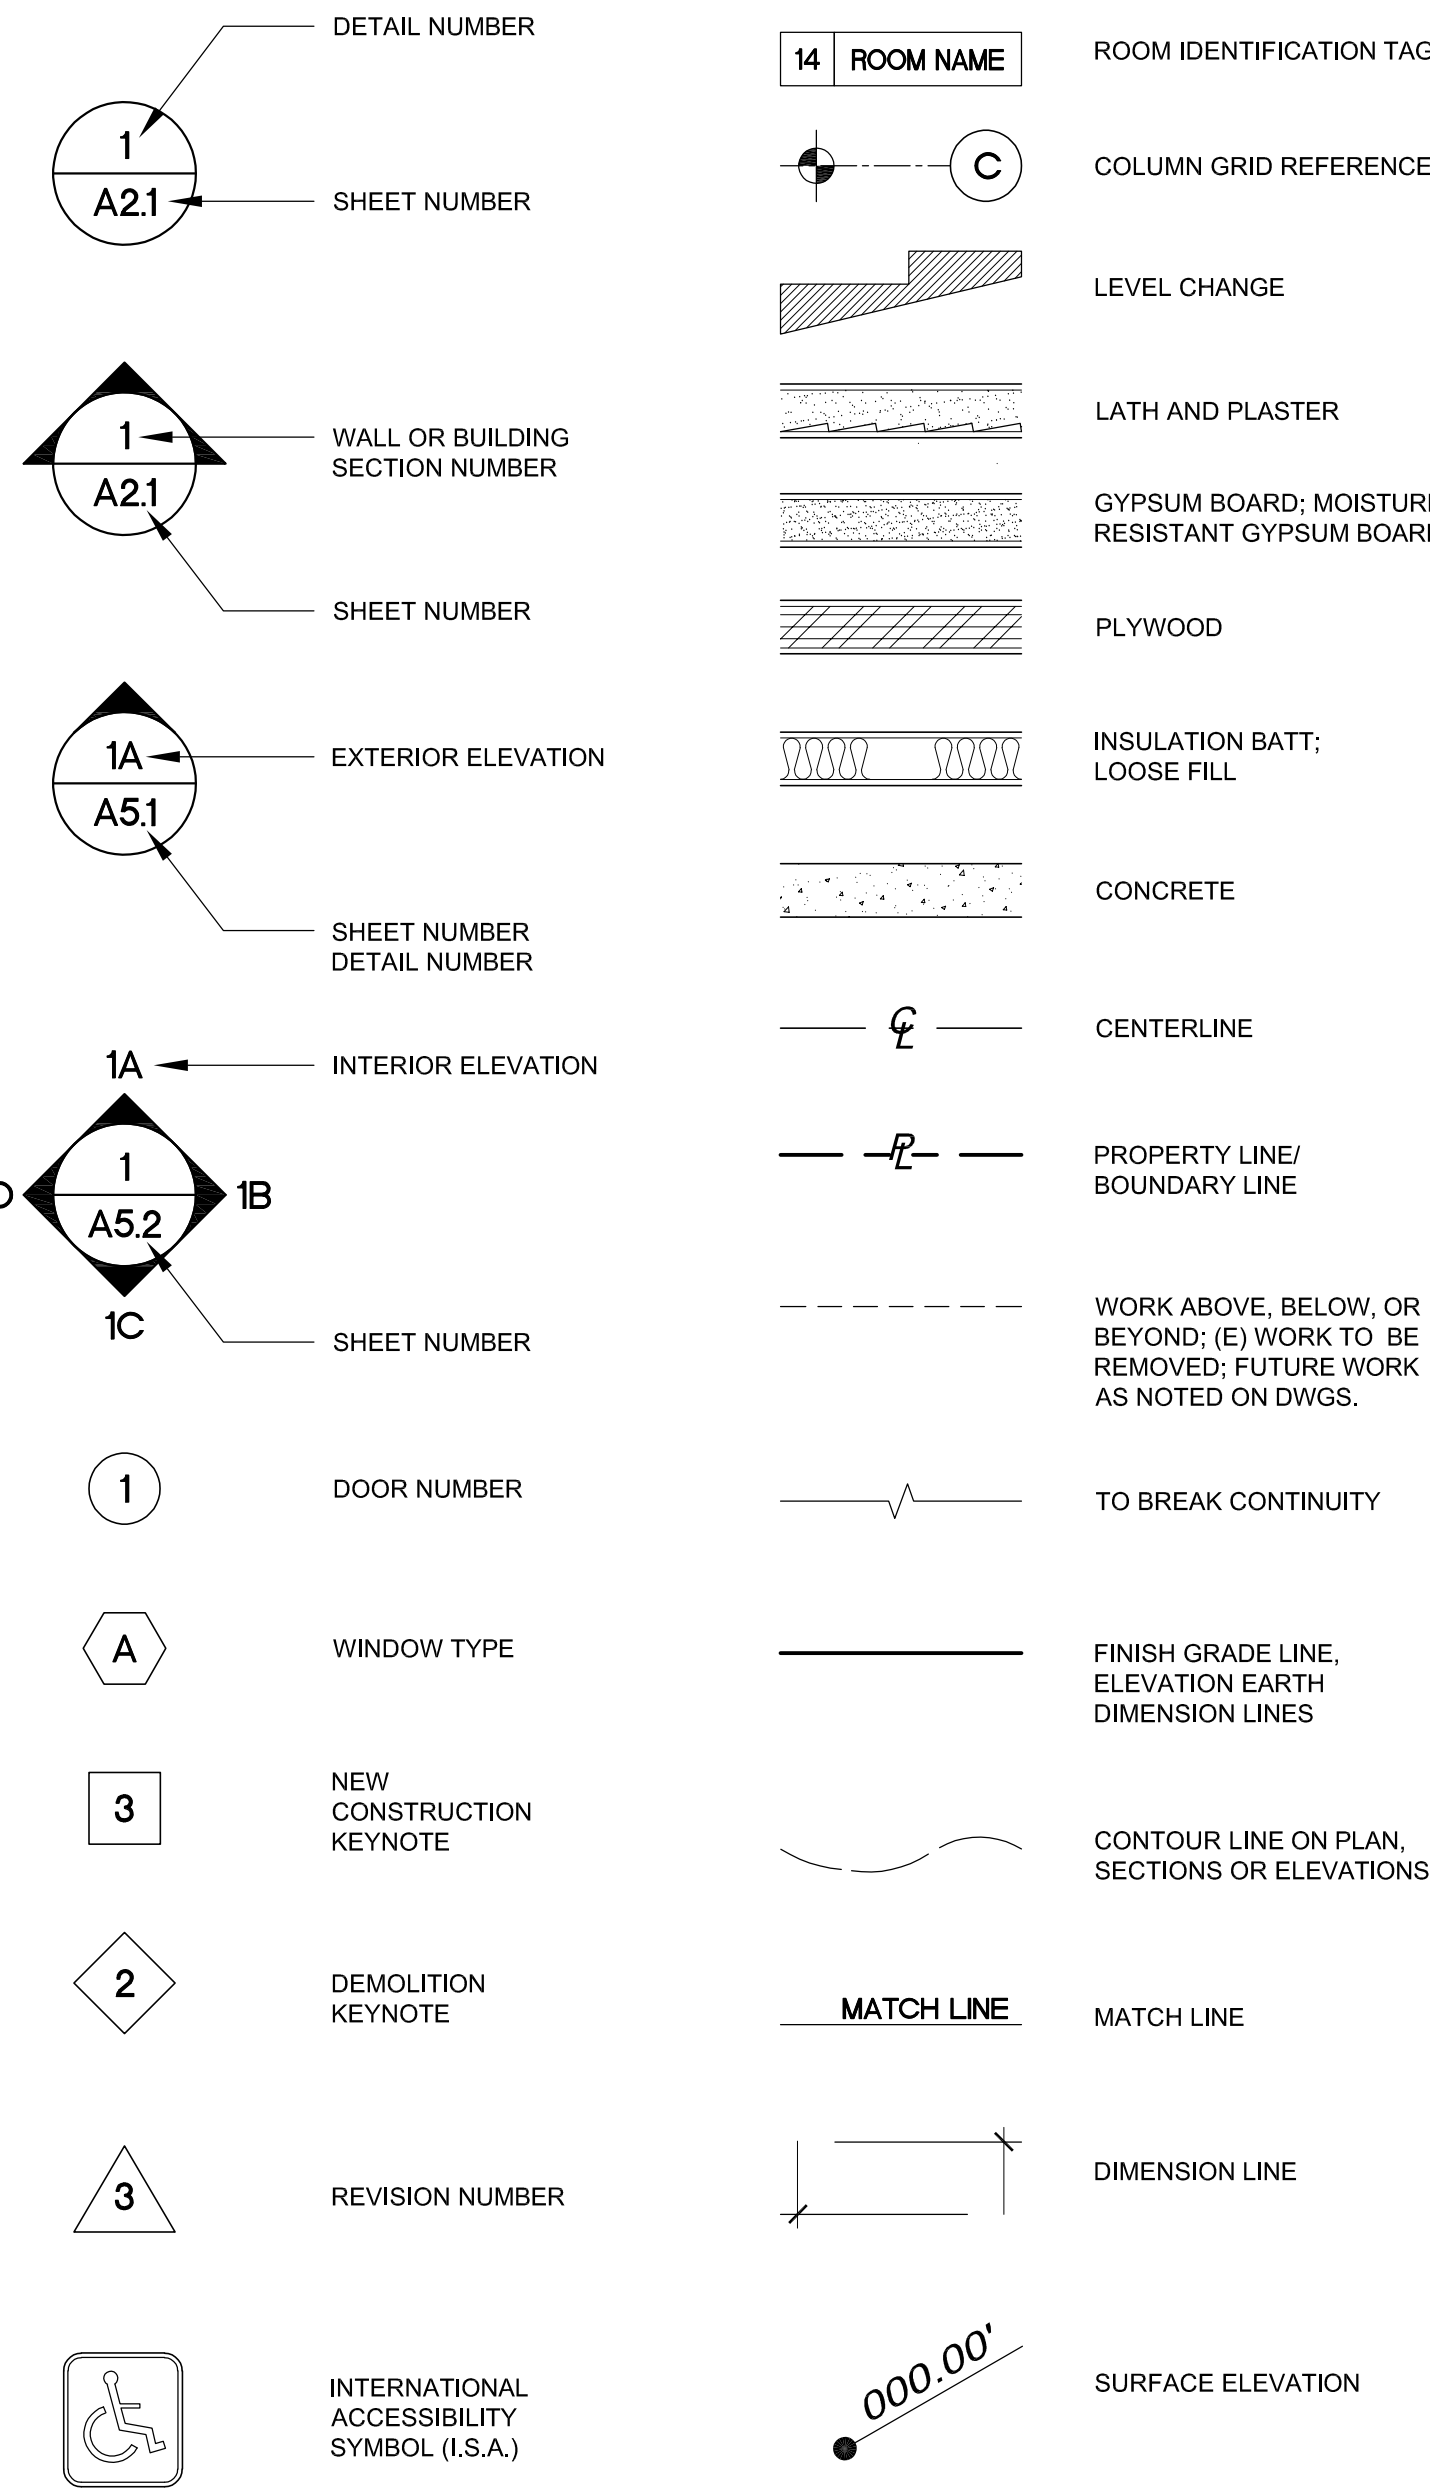 DETAIL NUMBER
1
A2.1
SHEET NUMBER
1
WALL OR BUILDING
SECTION NUMBER
A2.1
SHEET NUMBER
1A
EXTERIOR ELEVATION
A5.1
SHEET NUMBER
DETAIL NUMBER
1A
INTERIOR ELEVATION
1
1B
A5.2
1C
SHEET NUMBER
1
DOOR NUMBER
A
WINDOW TYPE
3
NEW
CONSTRUCTION
KEYNOTE
2
DEMOLITION
KEYNOTE
3
REVISION NUMBER
INTERNATIONAL
ACCESSIBILITY
SYMBOL (I.S.A.)
14 ROOM NAME
ROOM IDENTIFICATION TAG
C
COLUMN GRID REFERENCE
LEVEL CHANGE
LATH AND PLASTER
GYPSUM BOARD; MOISTURE
RESISTANT GYPSUM BOARD
PLYWOOD
INSULATION BATT;
LOOSE FILL
CONCRETE
CL
CENTERLINE
PL
PROPERTY LINE/
BOUNDARY LINE
WORK ABOVE, BELOW, OR
BEYOND; (E) WORK TO BE
REMOVED; FUTURE WORK
AS NOTED ON DWGS.
TO BREAK CONTINUITY
FINISH GRADE LINE,
ELEVATION EARTH
DIMENSION LINES
CONTOUR LINE ON PLAN,
SECTIONS OR ELEVATIONS
MATCH LINE
MATCH LINE
DIMENSION LINE
000.00'
SURFACE ELEVATION